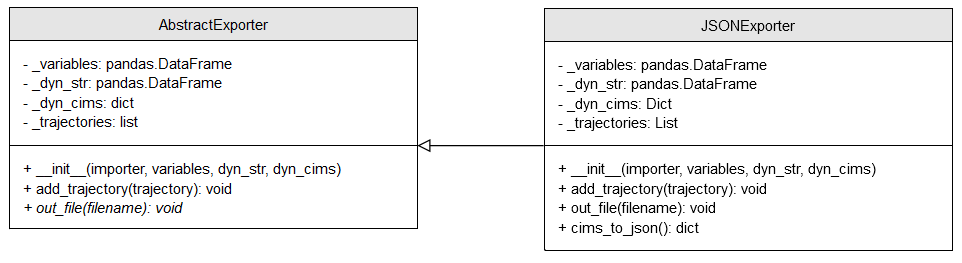 AbstractExporter
- _variables: pandas.DataFrame
- _dyn_str: pandas.DataFrame
- _dyn_cims: dict
- _trajectories: list
+ __init__(importer, variables, dyn_str, dyn_cims)
+ add_trajectory(trajectory): void
+ out_file(filename): void
JSONExporter
- _variables: pandas.DataFrame
- _dyn_str: pandas.DataFrame
- _dyn_cims: Dict
- _trajectories: List
+ __init__(importer, variables, dyn_str, dyn_cims)
+ add_trajectory(trajectory): void
+ out_file(filename): void
+ cims_to_json(): dict